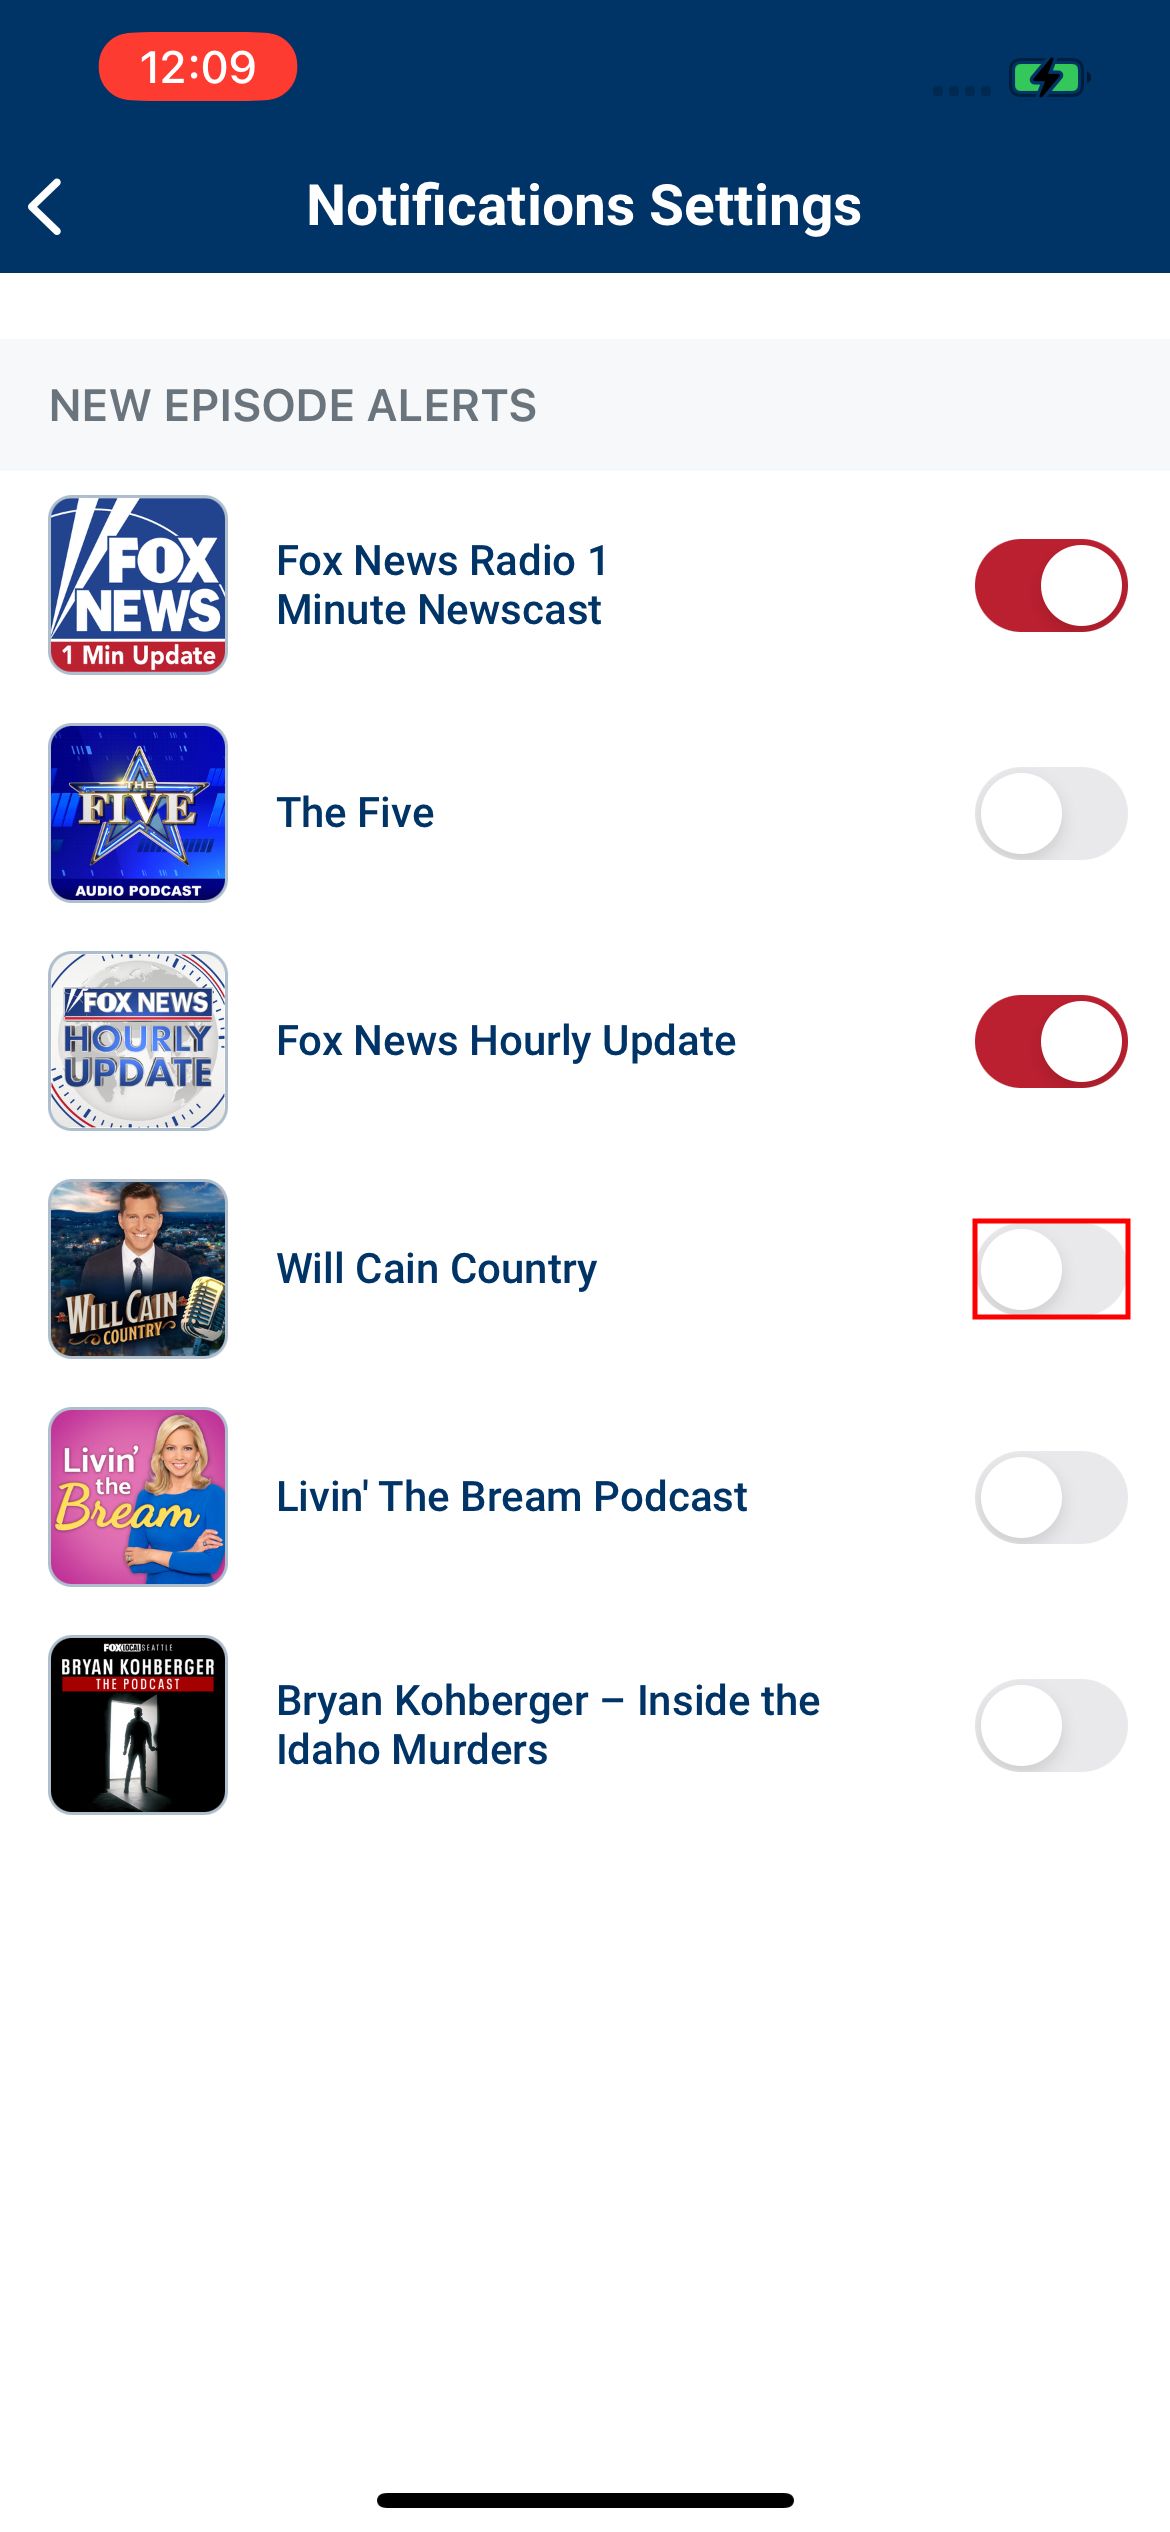 12:09
Notifications Settings
NEW EPISODE ALERTS
FOX
NEWS
1 Min Update
Fox News Radio 1
Minute Newscast
THE
FIVE
AUDIO PODCAST
The Five
FOX NEWS
HOURLY
UPDATE
Fox News Hourly Update
WILL CAIN
COUNTRY
Will Cain Country
Livin'
the
Bream
Livin' The Bream Podcast
FOX LOCAL SEATTLE
BRYAN KOHBERGER
THE PODCAST
Bryan Kohberger – Inside the
Idaho Murders